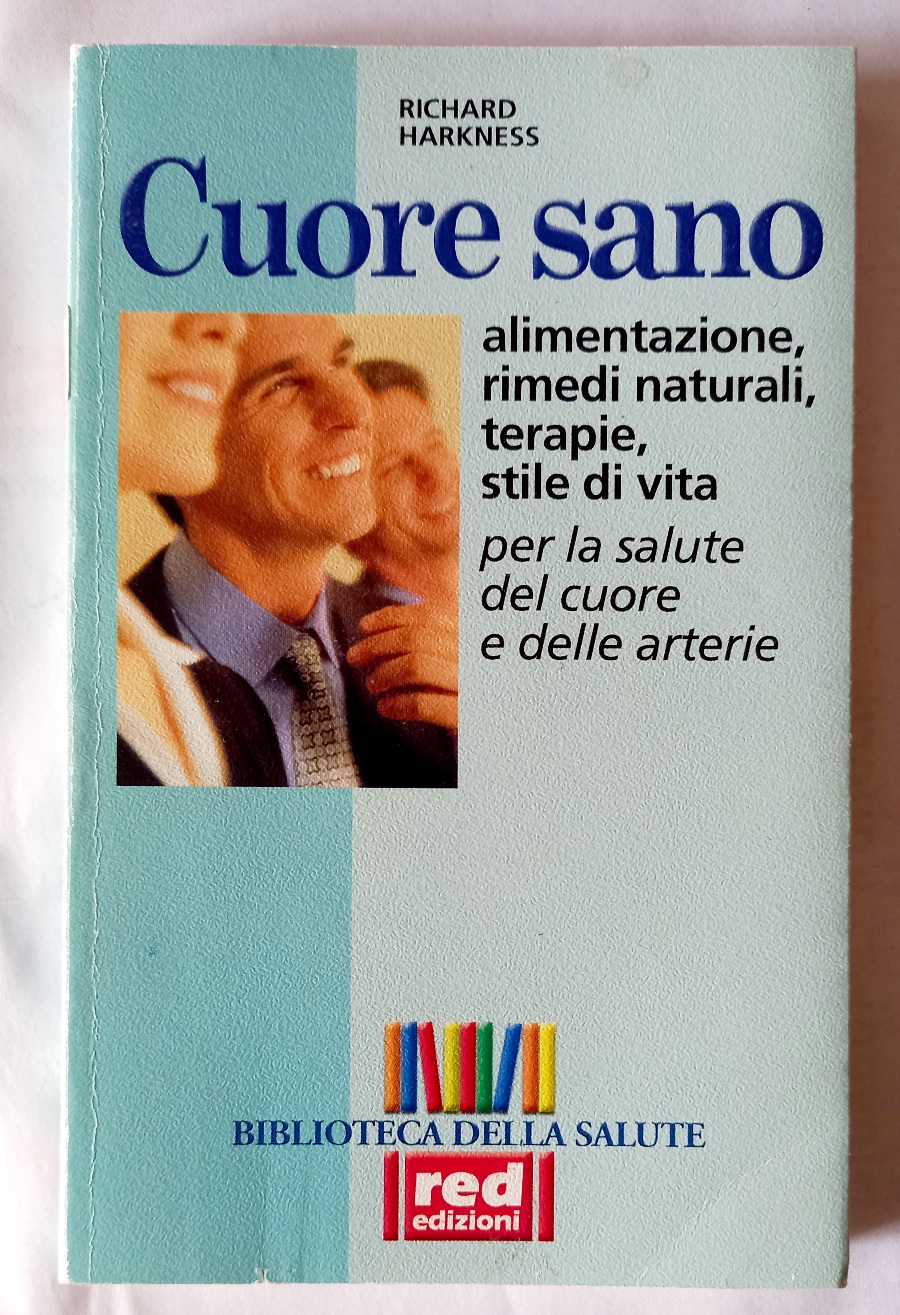 RICHARD
HARKNESS
Cuore sano
alimentazione,
rimedi naturali,
terapie,
stile di vita
per la salute
del cuore
e delle arterie
BIBLIOTECA DELLA SALUTE
red
edizioni